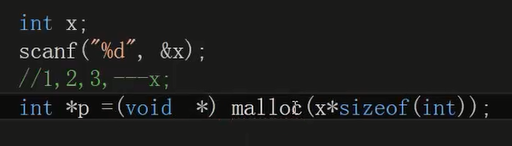 int x;
scanf("%d", &x);
//1,2,3,---x;
int *p =(void  *) malloc(x*sizeof(int));